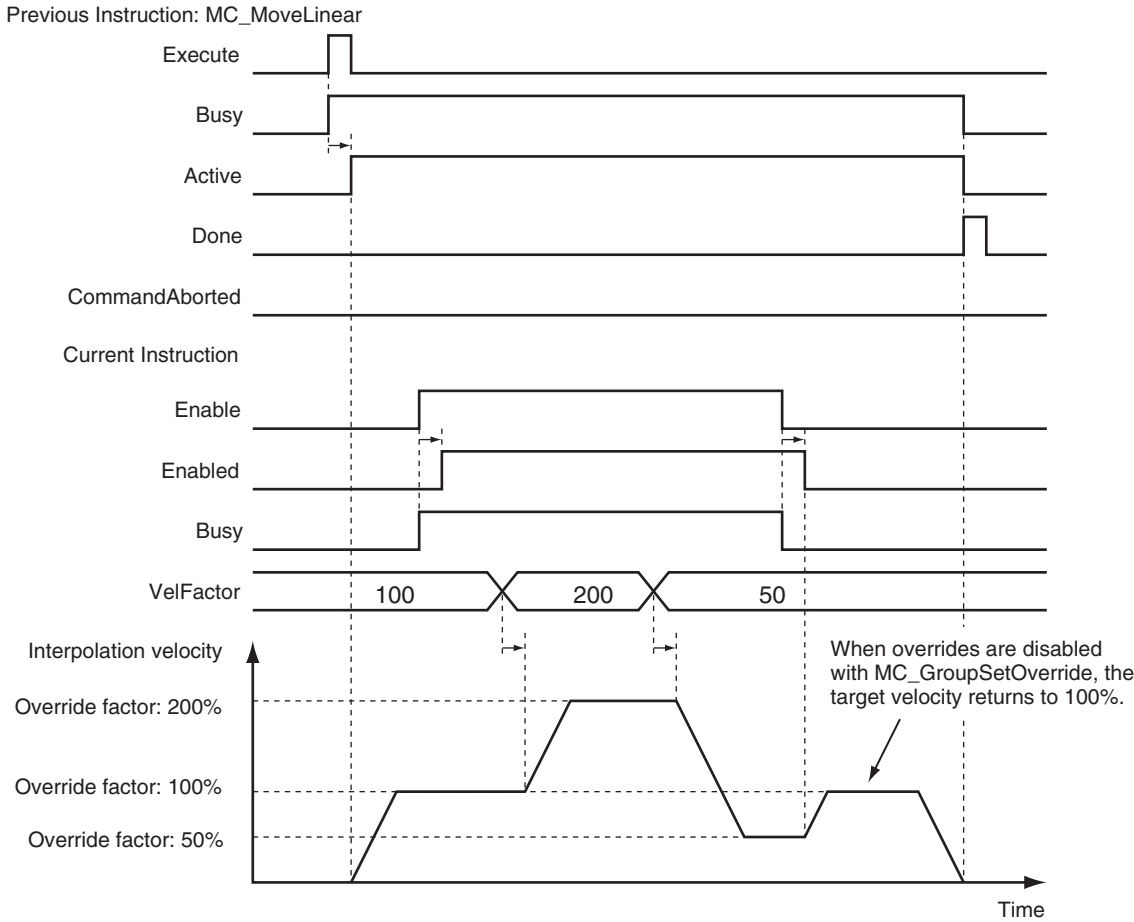 Previous Instruction: MC_MoveLinear
Execute
Busy
Active
Done
CommandAborted
Current Instruction
Enable
Enabled
Busy
VelFactor
100
200
50
Interpolation velocity
When overrides are disabled
with MC_GroupSetOverride, the
target velocity returns to 100%.
Override factor: 200%
Override factor: 100%
Override factor: 50%
Time